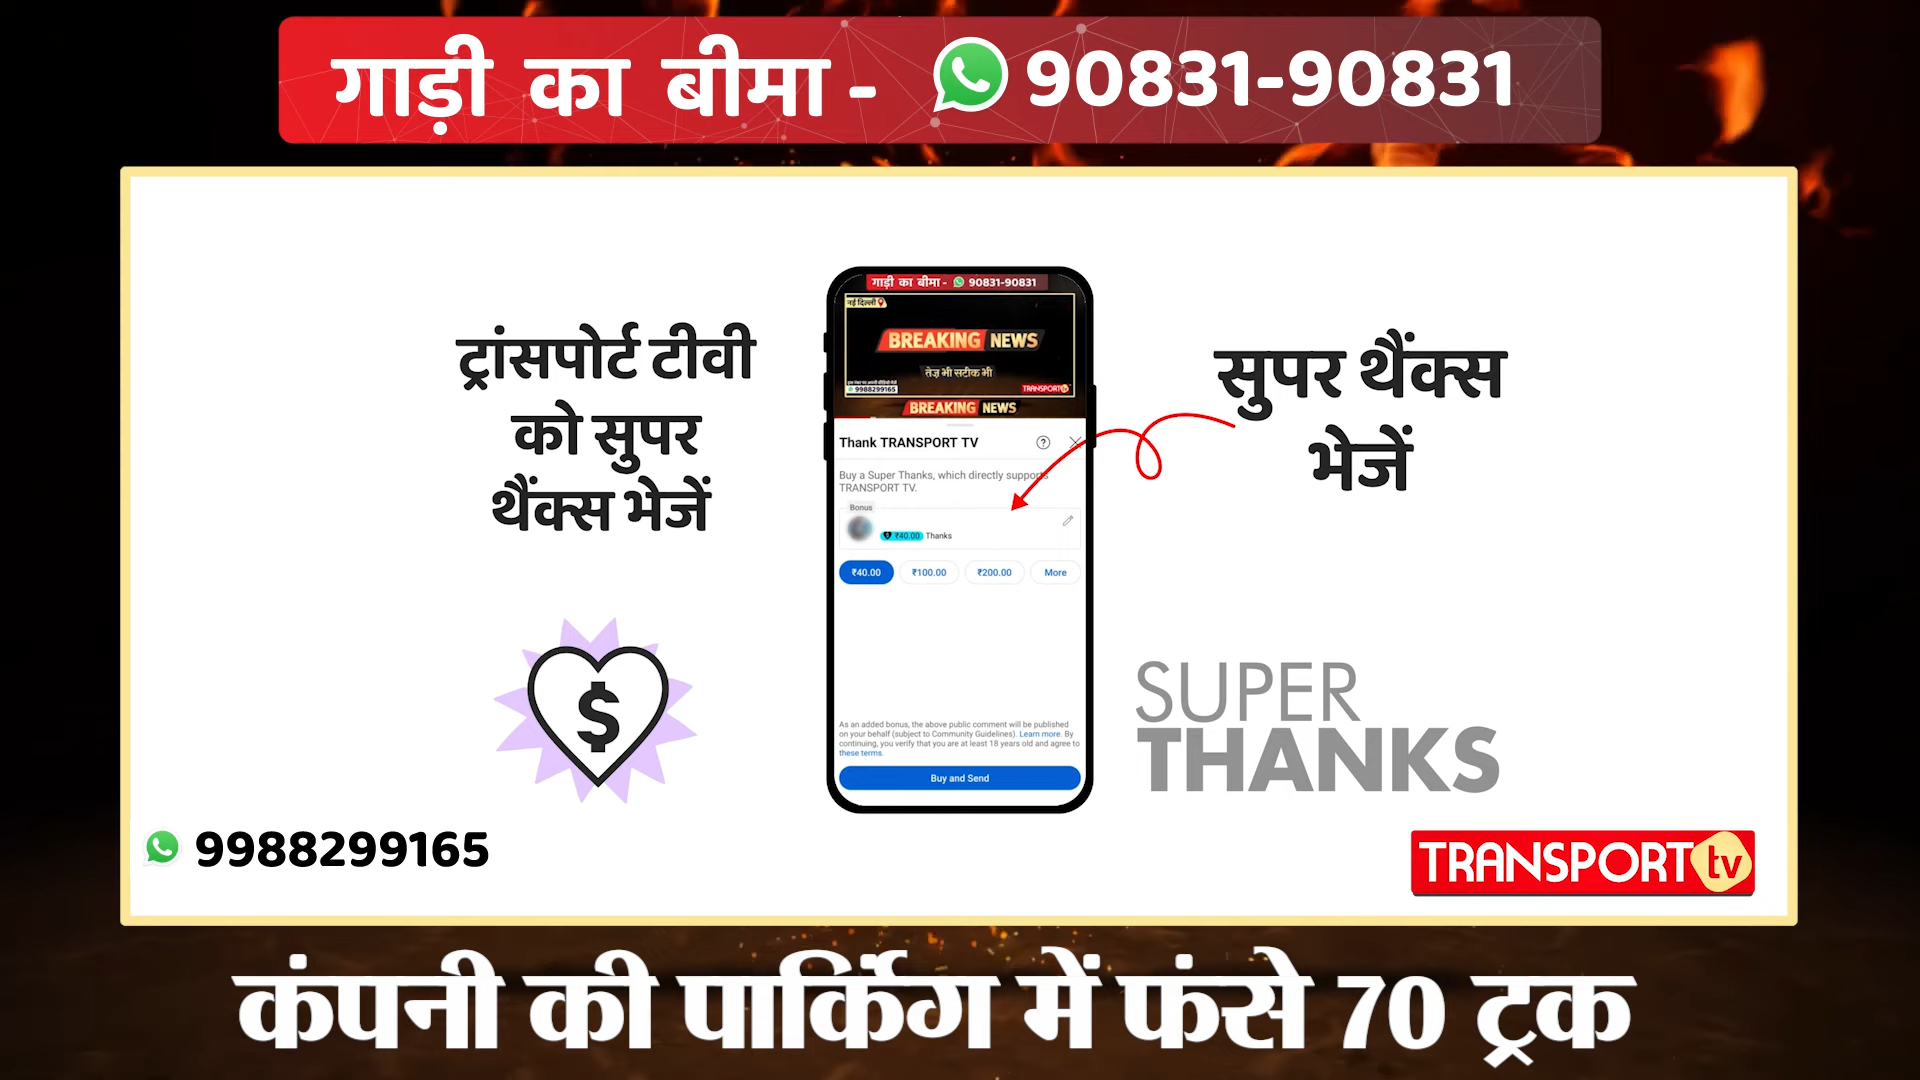 गाड़ी का बीमा - 90831-90831
ट्रांसपोर्ट टीवी
को सुपर
थैंक्स भेजें
गाड़ी का बीमा - 90831-90831
नई दिल्ली
BREAKING NEWS
तेज़ भी सटीक भी
9988299165
TRANSPORT tv
BREAKING NEWS
Thank TRANSPORT TV
Buy a Super Thanks, which directly supports
TRANSPORT TV.
Bonus
₹40.00 Thanks
₹40.00 ₹100.00 ₹200.00 More
As an added bonus, the above public comment will be published
on your behalf (subject to Community Guidelines). Learn more. By
continuing, you verify that you are at least 18 years old and agree to
these terms.
Buy and Send
सुपर थैंक्स
भेजें
$
SUPER
THANKS
9988299165
TRANSPORT tv
कंपनी की पार्किंग में फंसे 70 ट्रक